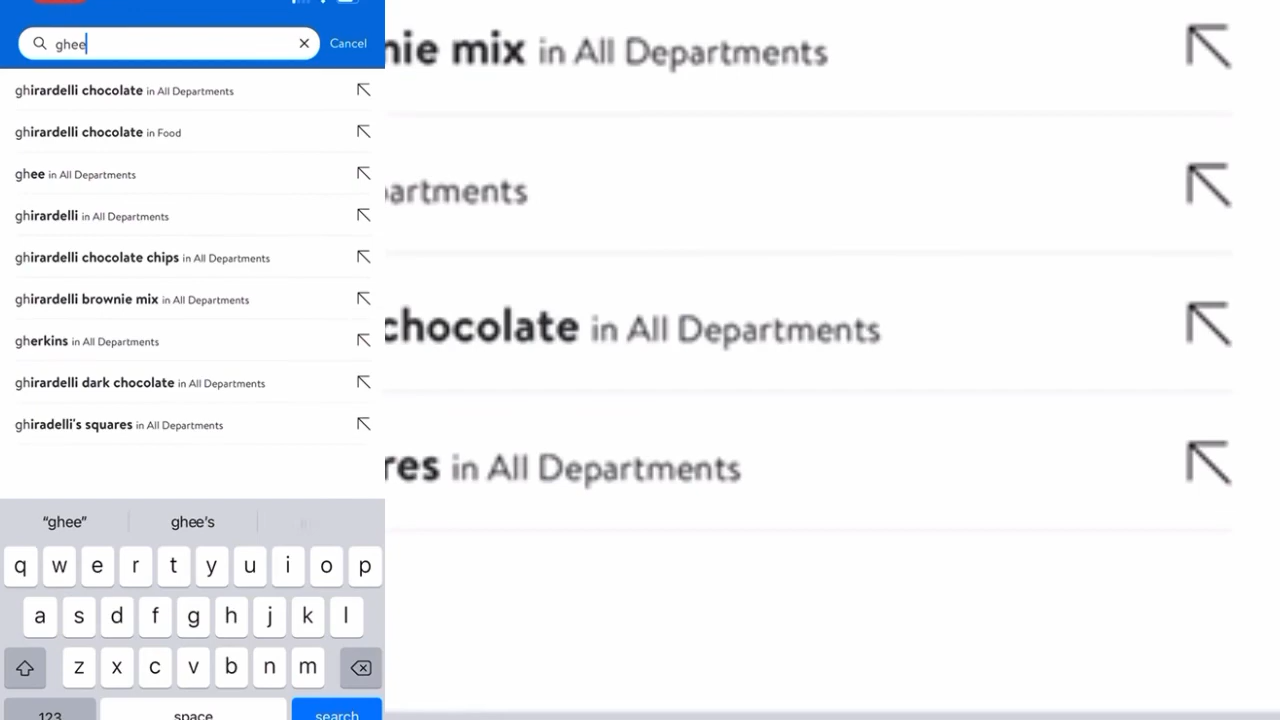 ghee
Cancel
ghirardelli chocolate in All Departments
ghirardelli chocolate in Food
ghee in All Departments
ghirardelli in All Departments
ghirardelli chocolate chips in All Departments
ghirardelli brownie mix in All Departments
gherkins in All Departments
ghirardelli dark chocolate in All Departments
ghiradelli's squares in All Departments
“ghee” ghee's
q w e r t y u i o p
a s d f g h j k l
z x c v b n m
123 space search
mix in All Departments
chocolate in All Departments
in All Departments